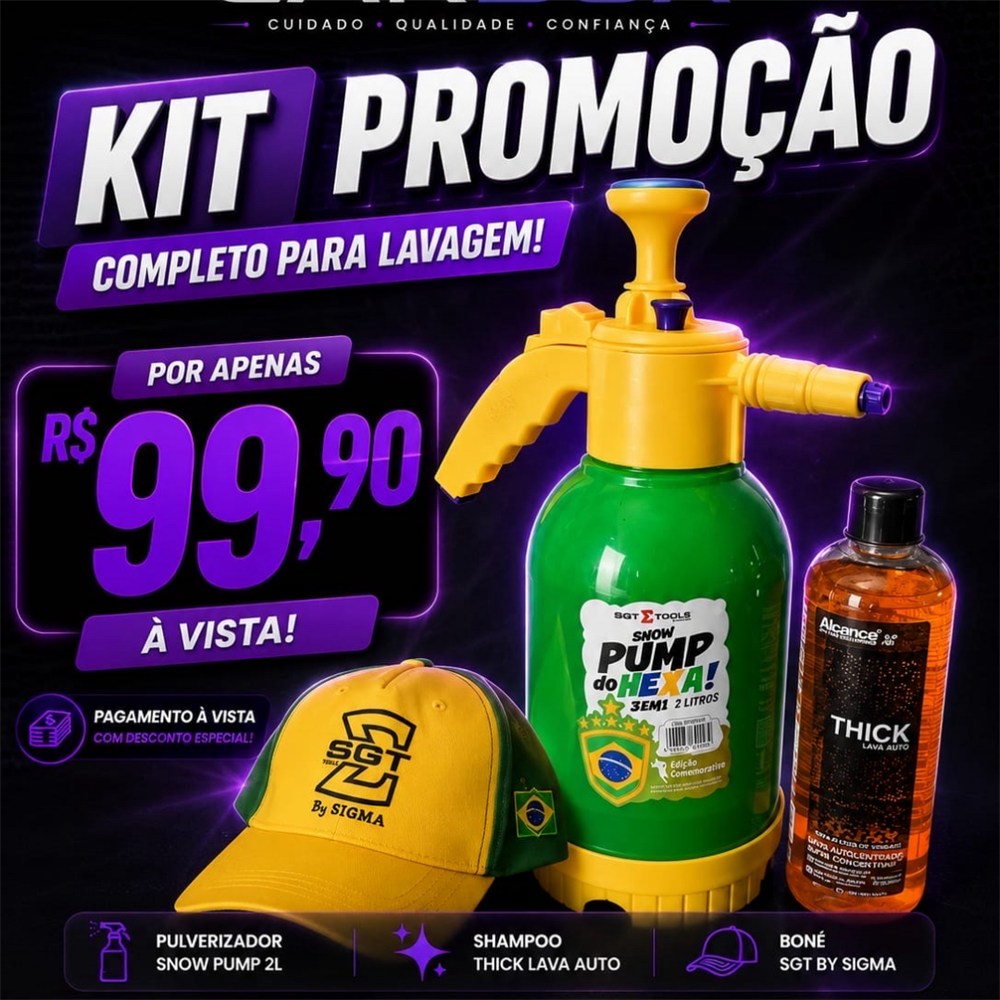 CUIDADO • QUALIDADE • CONFIANÇA
KIT PROMOÇÃO
COMPLETO PARA LAVAGEM!
POR APENAS
R$ 99,90
À VISTA!
PAGAMENTO À VISTA
COM DESCONTO ESPECIAL!
SGT
By SIGMA
SGT Σ TOOLS
SNOW
PUMP
do HEXA!
3EM1 2 LITROS
Edição
Comemorativa
Alcance
THICK
LAVA AUTO
PULVERIZADOR
SNOW PUMP 2L
SHAMPOO
THICK LAVA AUTO
BONÉ
SGT BY SIGMA